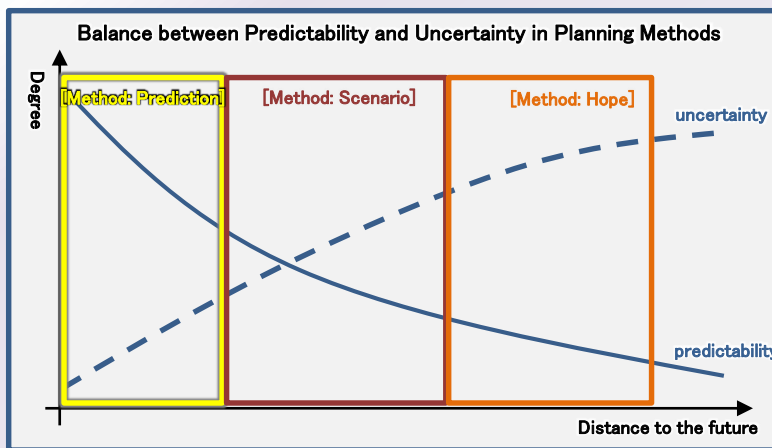 Balance between Predictability and Uncertainty in Planning Methods
Degree
[Method: Prediction]
[Method: Scenario]
[Method: Hope]
uncertainty
predictability
Distance to the future